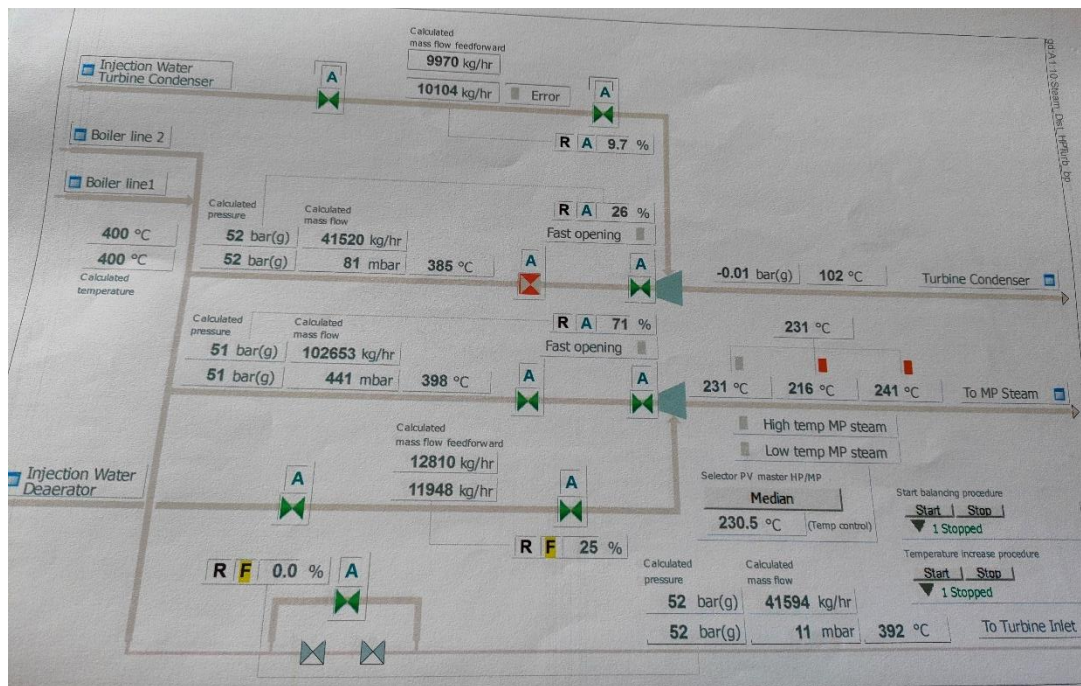 Calculated
mass flow feedforward
9970 kg/hr
10104 kg/hr
Error
Injection Water
Turbine Condenser
A
A
R A 9.7 %
Boiler line 2
Boiler line1
400 °C
400 °C
Calculated
temperature
Calculated
pressure
Calculated
mass flow
52 bar(g)
41520 kg/hr
52 bar(g)
81 mbar
385 °C
R A 26 %
Fast opening
A
A
-0.01 bar(g)
102 °C
Turbine Condenser
Calculated
pressure
Calculated
mass flow
51 bar(g)
102653 kg/hr
51 bar(g)
441 mbar
398 °C
R A 71 %
Fast opening
A
A
231 °C
231 °C
216 °C
241 °C
To MP Steam
High temp MP steam
Low temp MP steam
Calculated
mass flow feedforward
12810 kg/hr
11948 kg/hr
Injection Water
Deaerator
A
A
R F 25 %
Selector PV master HP/MP
Median
230.5 °C
(Temp control)
Start balancing procedure
Start Stop
1 Stopped
Temperature increase procedure
Start Stop
1 Stopped
R F 0.0 %
A
Calculated
pressure
Calculated
mass flow
52 bar(g)
41594 kg/hr
52 bar(g)
11 mbar
392 °C
To Turbine Inlet